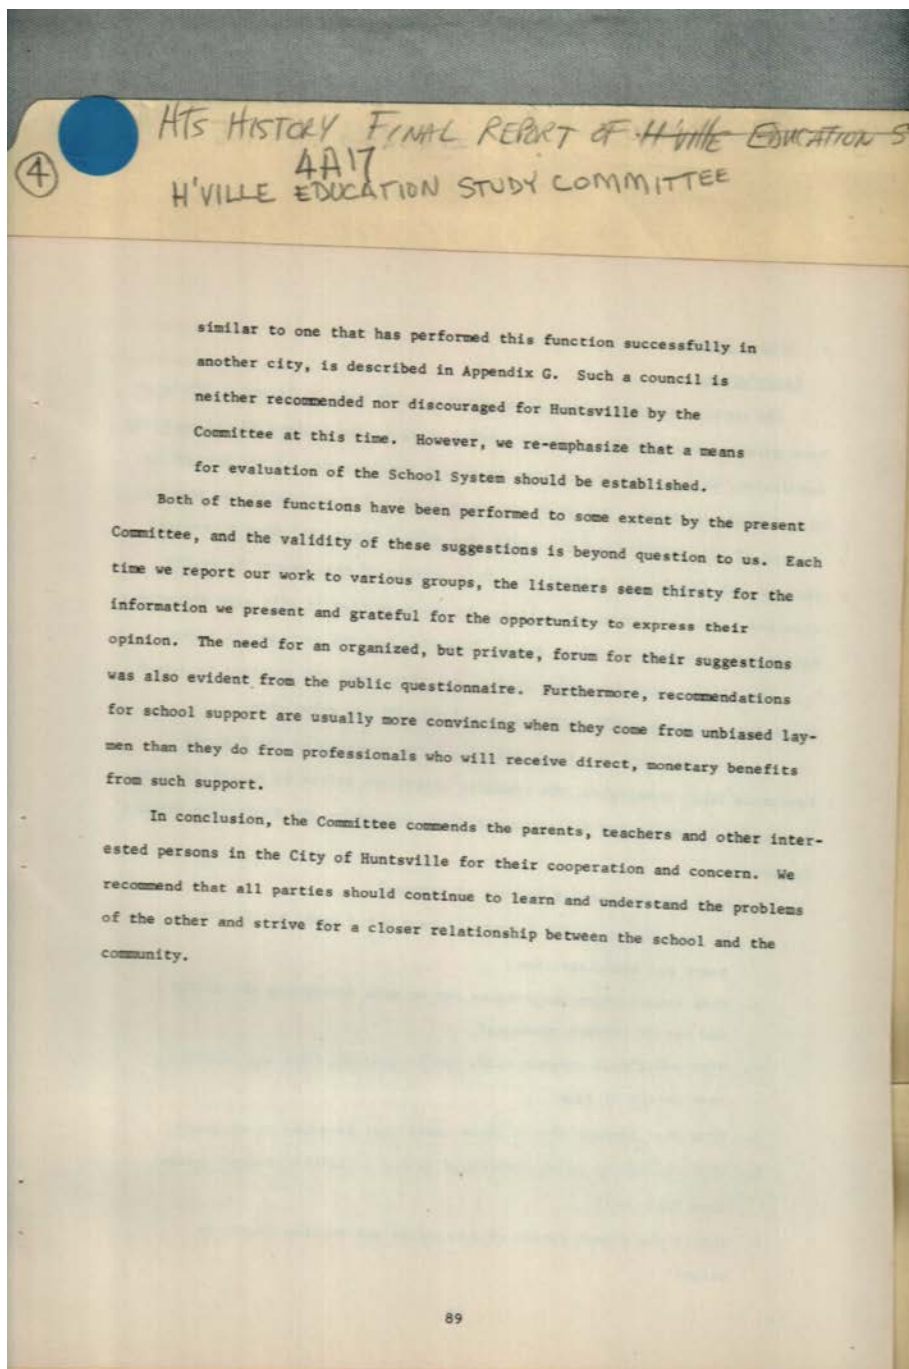 HTS HISTORY FINAL REPORT OF H'VILLE EDUCATION S
4A17
4
H'VILLE EDUCATION STUDY COMMITTEE
similar to one that has performed this function successfully in
another city, is described in Appendix G. Such a council is
neither recommended nor discouraged for Huntsville by the
Committee at this time. However, we re-emphasize that a means
for evaluation of the School System should be established.
Both of these functions have been performed to some extent by the present
Committee, and the validity of these suggestions is beyond question to us. Each
time we report our work to various groups, the listeners seem thirsty for the
information we present and grateful for the opportunity to express their
opinion. The need for an organized, but private, forum for their suggestions
was also evident from the public questionnaire. Furthermore, recommendations
for school support are usually more convincing when they come from unbiased lay-
men than they do from professionals who will receive direct, monetary benefits
from such support.
In conclusion, the Committee commends the parents, teachers and other inter-
ested persons in the City of Huntsville for their cooperation and concern. We
recommend that all parties should continue to learn and understand the problems
of the other and strive for a closer relationship between the school and the
community.
89